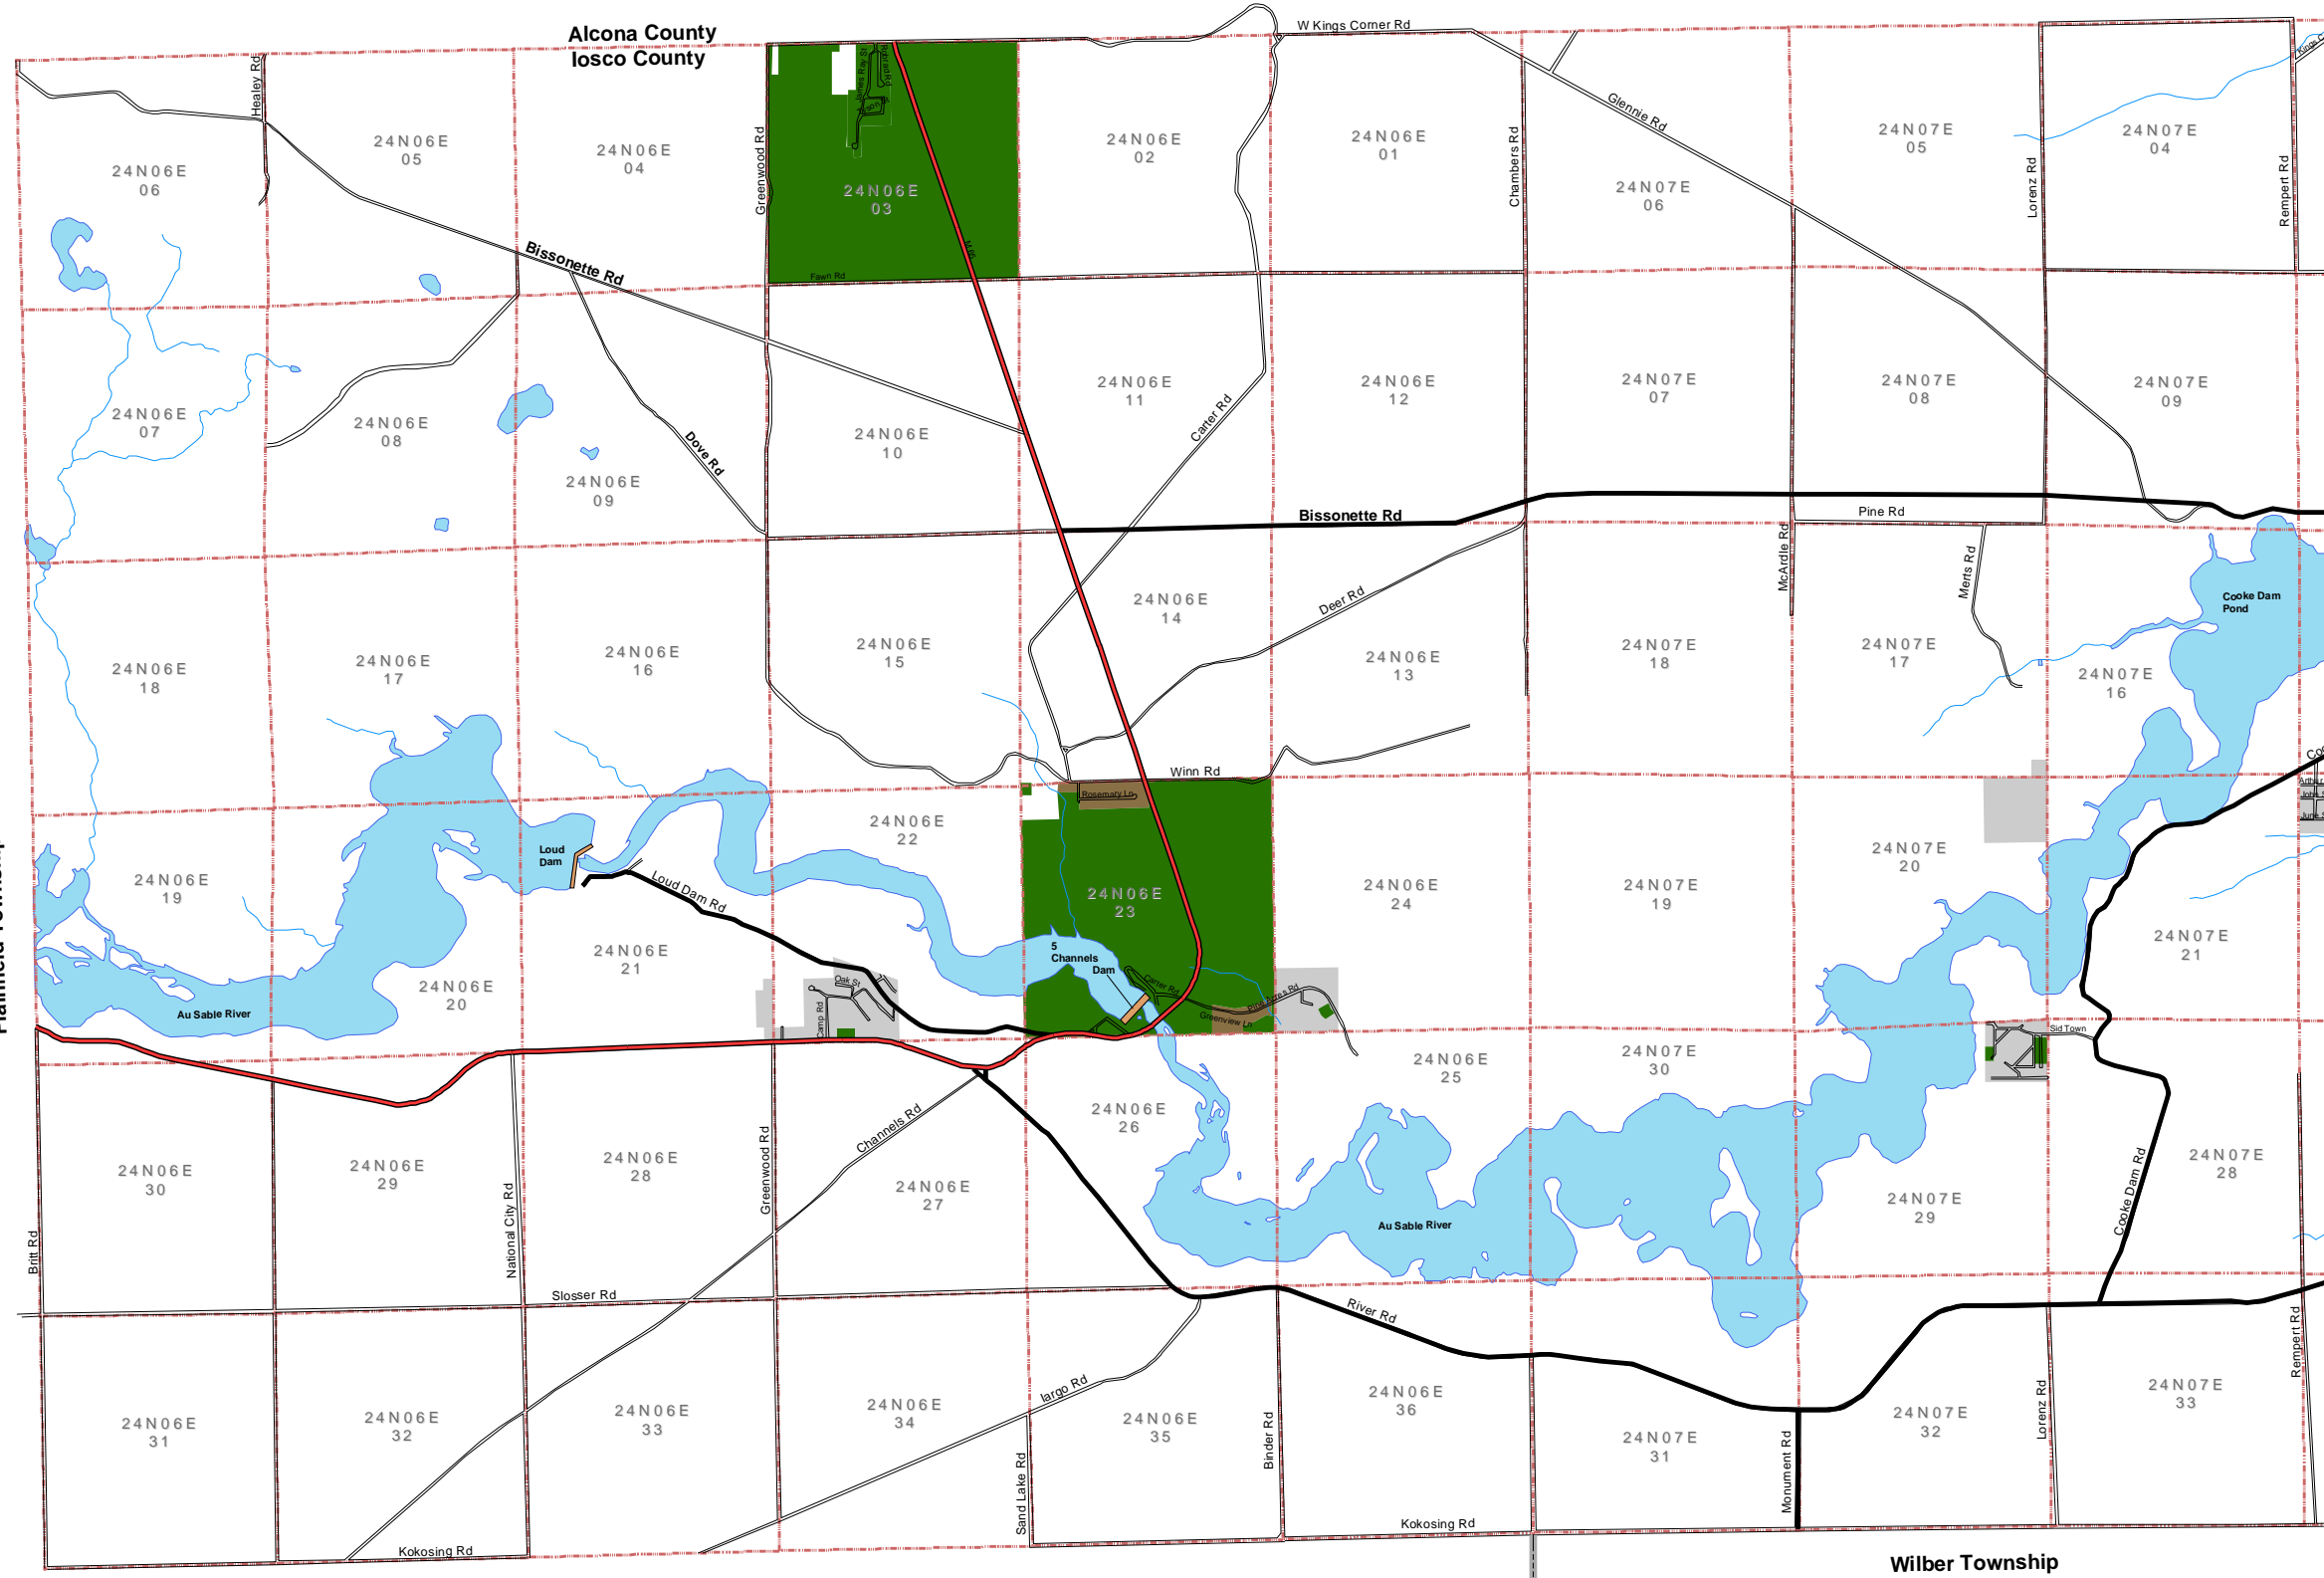 Alcona County
Iosco County
W Kings Corner Rd
Healey Rd
Greenwood Rd
James Ray St
Chambers Rd
Glennie Rd
Lorenz Rd
Rempert Rd
24N06E
06
24N06E
05
24N06E
04
24N06E
03
24N06E
02
24N06E
01
24N07E
06
24N07E
05
24N07E
04
Bissonette Rd
Fawn Rd
24N06E
07
24N06E
08
24N06E
09
Dove Rd
24N06E
10
24N06E
11
Carter Rd
24N06E
12
24N07E
07
24N07E
08
24N07E
09
Bissonette Rd
Pine Rd
McArdle Rd
Merts Rd
Deer Rd
Cooke Dam
Pond
24N06E
18
24N06E
17
24N06E
16
24N06E
15
24N06E
14
24N06E
13
24N07E
18
24N07E
17
24N07E
16
Winn Rd
Rosemary Ln
24N06E
19
24N06E
20
24N06E
21
24N06E
22
24N06E
23
24N06E
24
24N07E
19
24N07E
20
24N07E
21
Loud
Dam
Loud Dam Rd
Au Sable River
5
Channels
Dam
Oak St
Camp Rd
Carter Rd
Pine Acres Rd
Greenview Ln
Sid Town
24N06E
30
24N06E
29
24N06E
28
24N06E
27
24N06E
26
24N06E
25
24N07E
30
24N07E
29
24N07E
28
Britt Rd
National City Rd
Greenwood Rd
Channels Rd
Au Sable River
Cooke Dam Rd
Slosser Rd
River Rd
Rempert Rd
24N06E
31
24N06E
32
24N06E
33
24N06E
34
24N06E
35
24N06E
36
24N07E
31
24N07E
32
24N07E
33
Iargo Rd
Sand Lake Rd
Binder Rd
Monument Rd
Lorenz Rd
Kokosing Rd
Kokosing Rd
Wilber Township